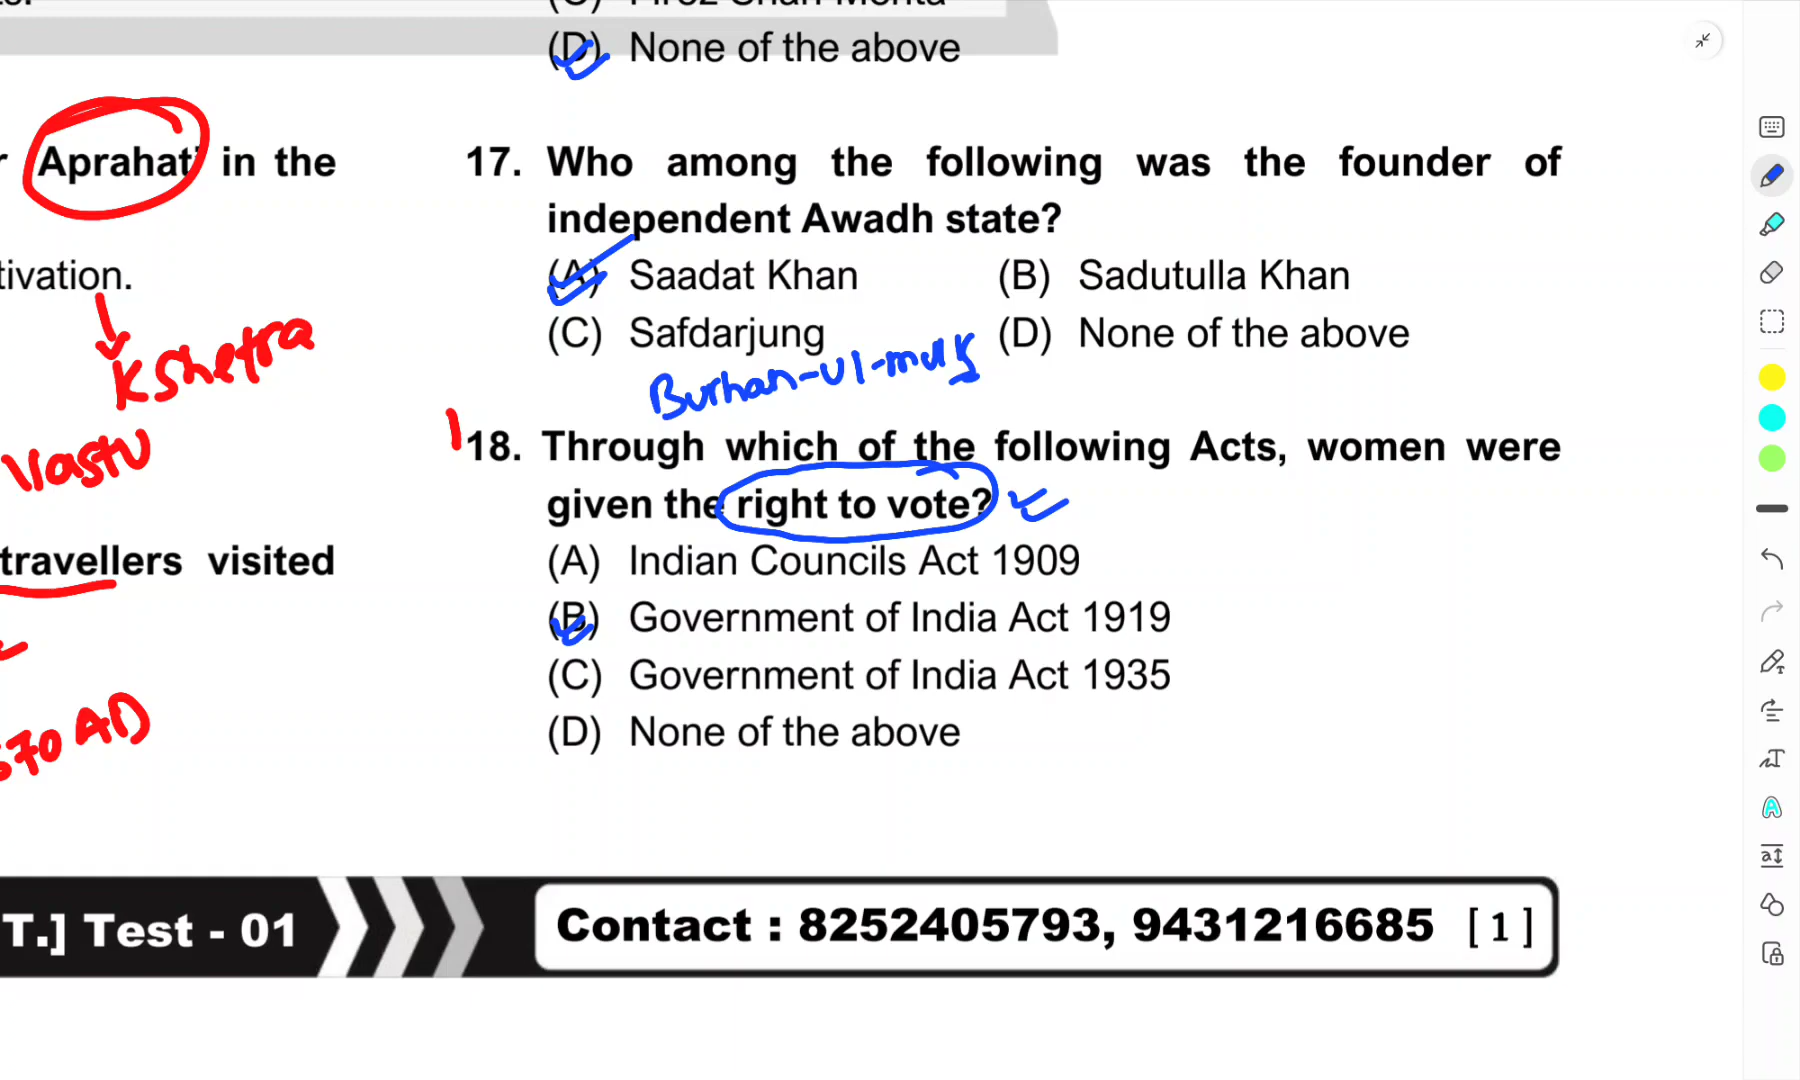 (D) None of the above
Aprahat' in the
tivation.
Kshetra
Vastu
travellers visited
570 AD
17. Who among the following was the founder of
independent Awadh state?
(A) Saadat Khan (B) Sadutulla Khan
(C) Safdarjung (D) None of the above
Burhan-ul-mulk
18. Through which of the following Acts, women were
given the right to vote?
(A) Indian Councils Act 1909
(B) Government of India Act 1919
(C) Government of India Act 1935
(D) None of the above
T.] Test - 01
Contact : 8252405793, 9431216685 [1]